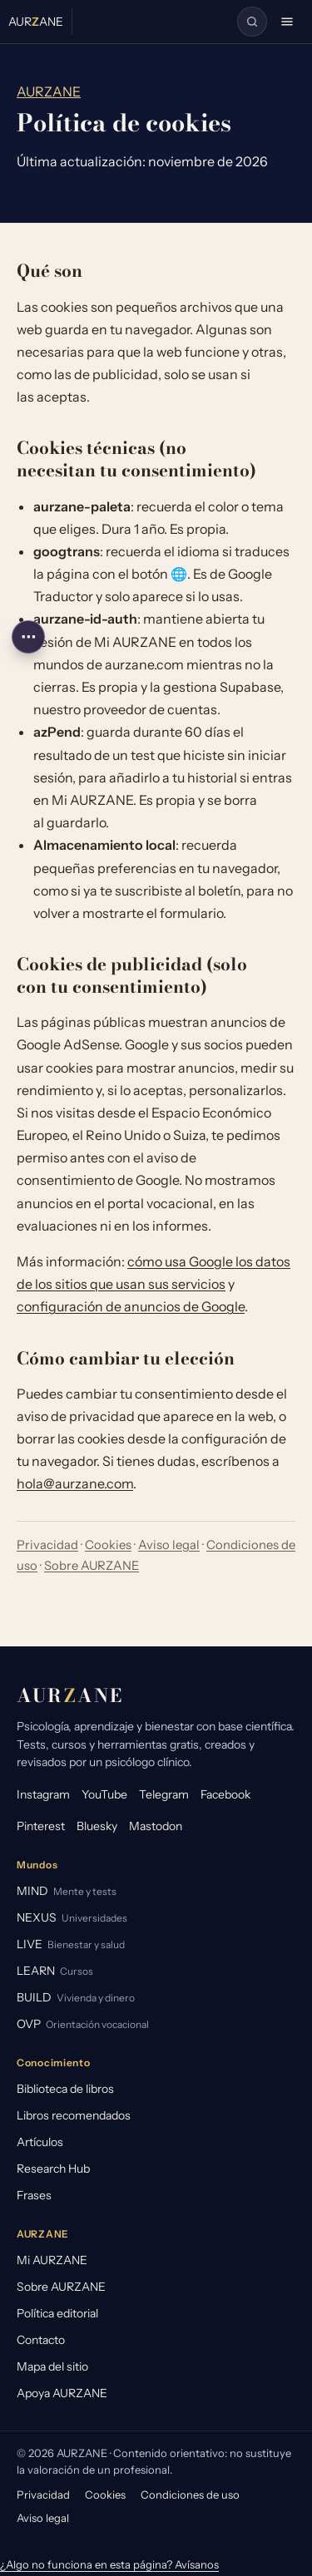 AURZANE
AURZANE
Política de cookies
Última actualización: noviembre de 2026
Qué son
Las cookies son pequeños archivos que una
web guarda en tu navegador. Algunas son
necesarias para que la web funcione y otras,
como las de publicidad, solo se usan si
las aceptas.
Cookies técnicas (no
necesitan tu consentimiento)
• aurzane-paleta: recuerda el color o tema
que eliges. Dura 1 año. Es propia.
• googtrans: recuerda el idioma si traduces
la página con el botón 🌐. Es de Google
Traductor y solo aparece si lo usas.
• aurzane-id-auth: mantiene abierta tu
sesión de Mi AURZANE en todos los
mundos de aurzane.com mientras no la
cierras. Es propia y la gestiona Supabase,
nuestro proveedor de cuentas.
• azPend: guarda durante 60 días el
resultado de un test que hiciste sin iniciar
sesión, para añadirlo a tu historial si entras
en Mi AURZANE. Es propia y se borra
al guardarlo.
• Almacenamiento local: recuerda
pequeñas preferencias en tu navegador,
como si ya te suscribiste al boletín, para no
volver a mostrarte el formulario.
Cookies de publicidad (solo
con tu consentimiento)
Las páginas públicas muestran anuncios de
Google AdSense. Google y sus socios pueden
usar cookies para mostrar anuncios, medir su
rendimiento y, si lo aceptas, personalizarlos.
Si nos visitas desde el Espacio Económico
Europeo, el Reino Unido o Suiza, te pedimos
permiso antes con el aviso de
consentimiento de Google. No mostramos
anuncios en el portal vocacional, en las
evaluaciones ni en los informes.
Más información: cómo usa Google los datos
de los sitios que usan sus servicios y
configuración de anuncios de Google.
Cómo cambiar tu elección
Puedes cambiar tu consentimiento desde el
aviso de privacidad que aparece en la web, o
borrar las cookies desde la configuración de
tu navegador. Si tienes dudas, escríbenos a
hola@aurzane.com.
Privacidad · Cookies · Aviso legal · Condiciones de
uso · Sobre AURZANE
AURZANE
Psicología, aprendizaje y bienestar con base científica.
Tests, cursos y herramientas gratis, creados y
revisados por un psicólogo clínico.
Instagram YouTube Telegram Facebook
Pinterest Bluesky Mastodon
Mundos
MIND Mente y tests
NEXUS Universidades
LIVE Bienestar y salud
LEARN Cursos
BUILD Vivienda y dinero
OVP Orientación vocacional
Conocimiento
Biblioteca de libros
Libros recomendados
Artículos
Research Hub
Frases
AURZANE
Mi AURZANE
Sobre AURZANE
Política editorial
Contacto
Mapa del sitio
Apoya AURZANE
© 2026 AURZANE · Contenido orientativo: no sustituye
la valoración de un profesional.
Privacidad Cookies Condiciones de uso
Aviso legal
¿Algo no funciona en esta página? Avísanos